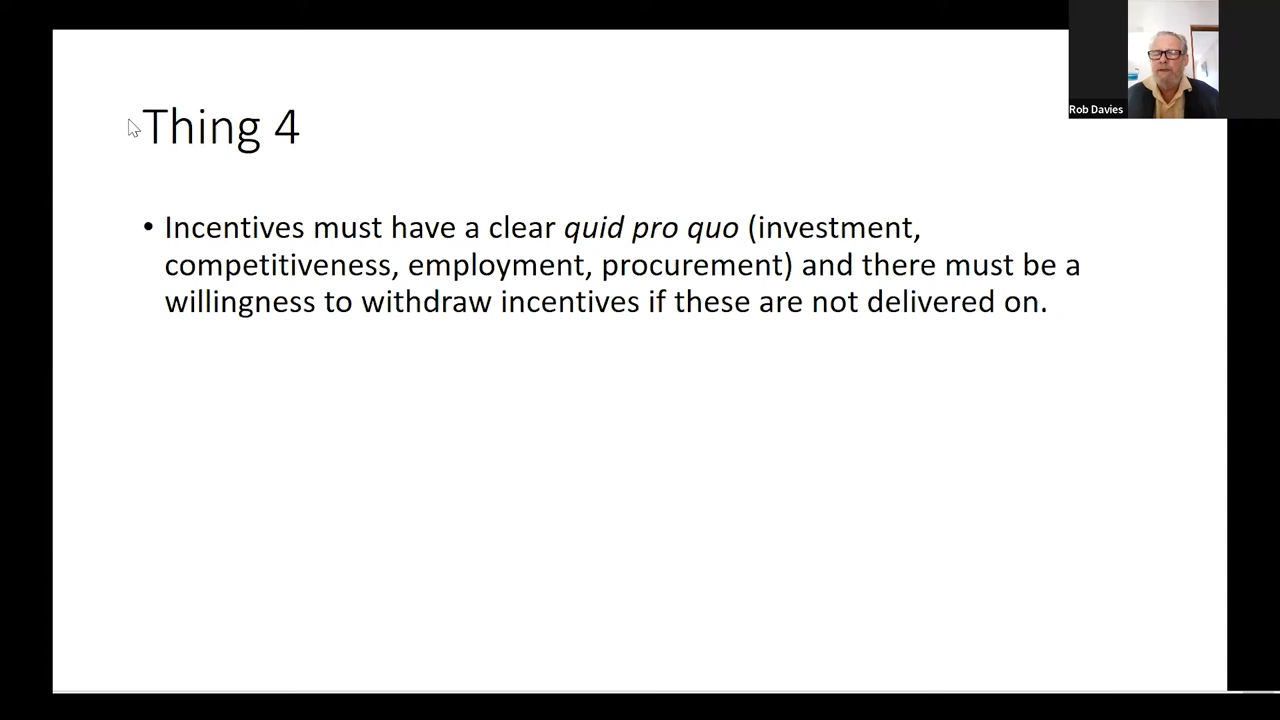 Rob Davies
Thing 4
• Incentives must have a clear quid pro quo (investment,
competitiveness, employment, procurement) and there must be a
willingness to withdraw incentives if these are not delivered on.